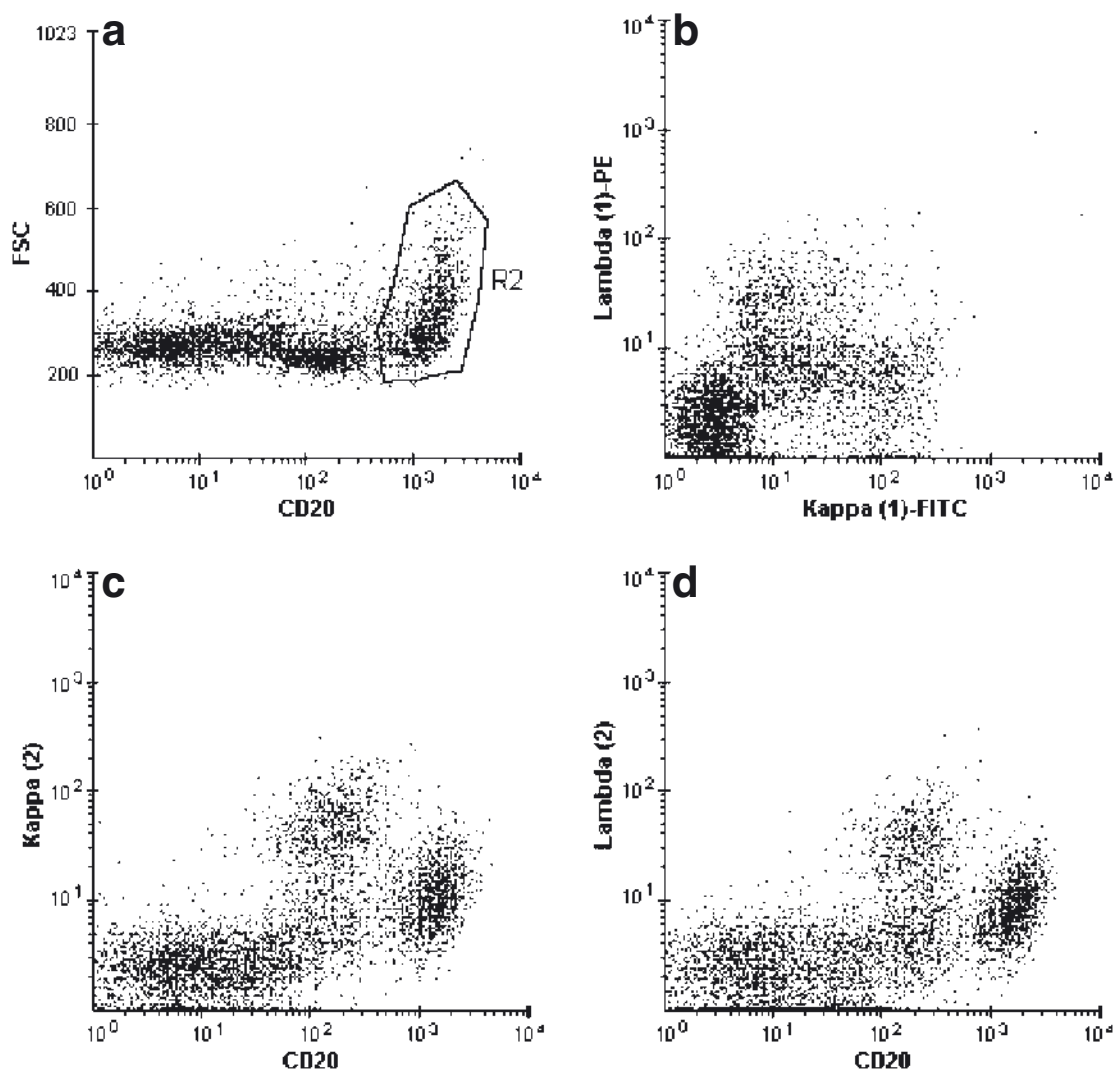 a
1023
800
600
400
200
FSC
R2
10⁰ 10¹ 10² 10³ 10⁴
CD20
b
10⁴
10³
10²
10¹
Lambda (1)-PE
10⁰ 10¹ 10² 10³ 10⁴
Kappa (1)-FITC
c
10⁴
10³
10²
10¹
Kappa (2)
10⁰ 10¹ 10² 10³ 10⁴
CD20
d
10⁴
10³
10²
10¹
Lambda (2)
10⁰ 10¹ 10² 10³ 10⁴
CD20